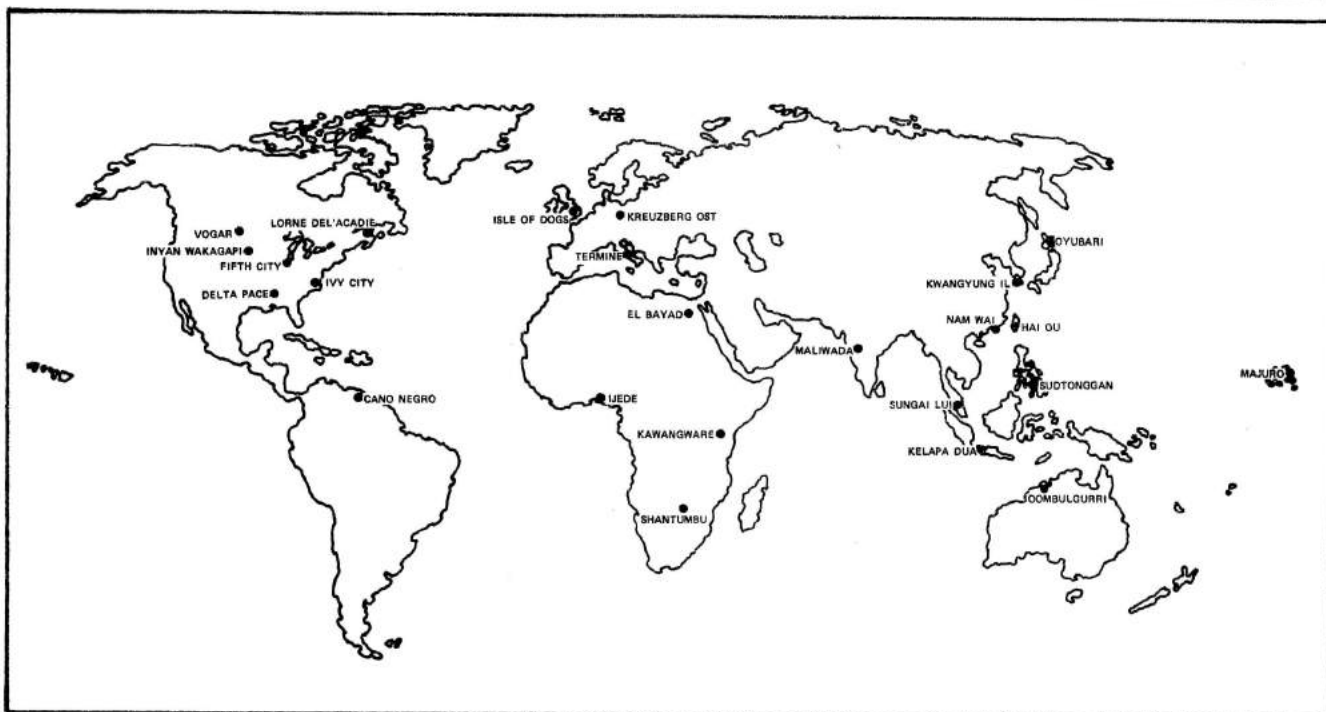 VOGAR
LORNE DEL'ACADIE
INYAN WAKAGAPI
FIFTH CITY
IVY CITY
DELTA PACE
CANO NEGRO
ISLE OF DOGS
KREUZBERG OST
TERMINE
EL BAYAD
IJEDE
KAWANGWARE
SHANTUMBU
MALIWADA
OYUBARI
KWANGYUNG IL
NAM WAI
HAI OU
SUDTONGGAN
SUNGAI LUI
KELAPA DUA
OOMBULGURRI
MAJURO